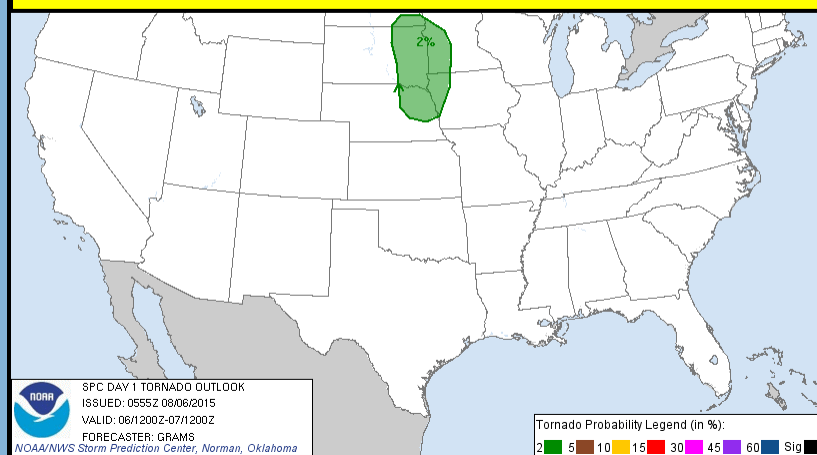 2%
NOAA
SPC DAY 1 TORNADO OUTLOOK
ISSUED: 0555Z 08/06/2015
VALID: 06/1200Z-07/1200Z
FORECASTER: GRAMS
NOAA/NWS Storm Prediction Center, Norman, Oklahoma
Tornado Probability Legend (in %):
2 5 10 15 30 45 60 Sig